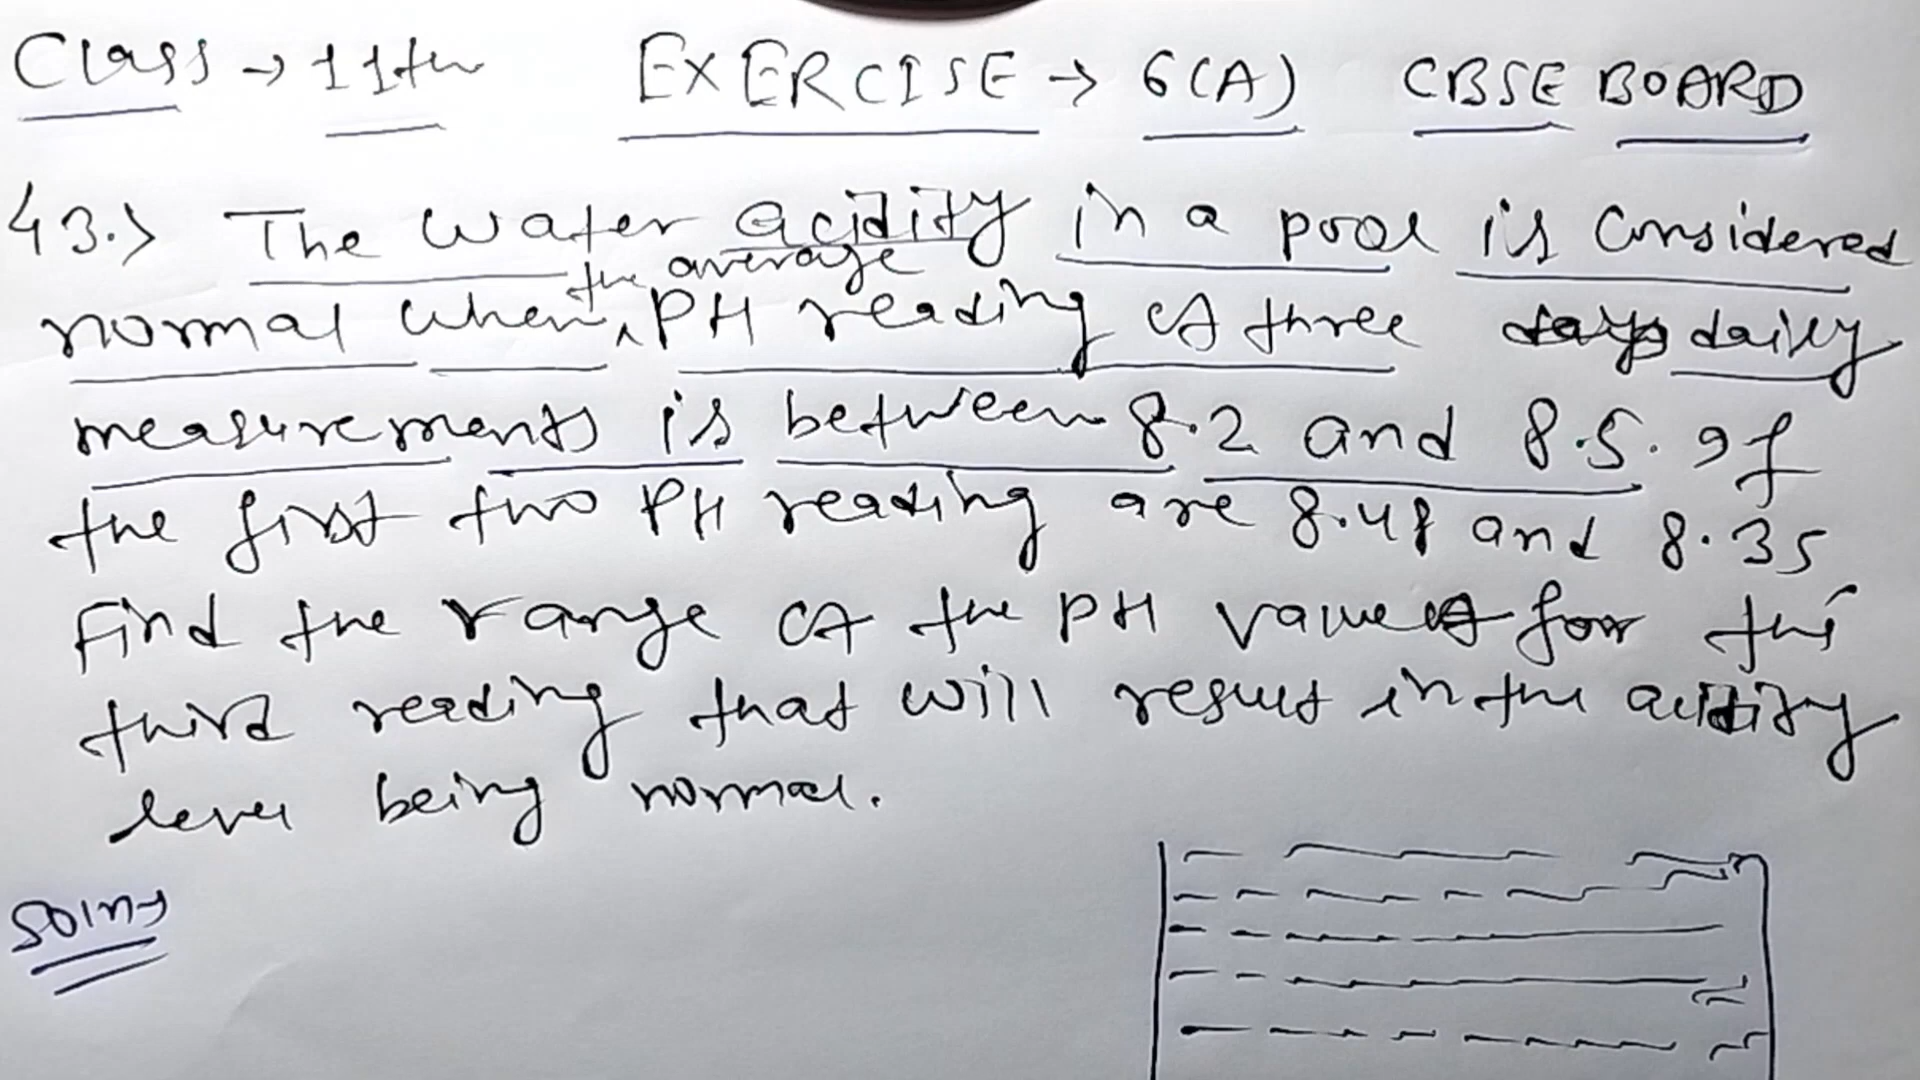 Class → 11th EXERCISE → 6(A) CBSE BOARD
43.> The water acidity in a pool is considered
the average
normal when ^ PH reading of three days daily
measurements is between 8.2 and 8.5. If
the first two PH reading are 8.48 and 8.35
Find the range of the PH value of for the
third reading that will result in the acidity
level being normal.
Soln→